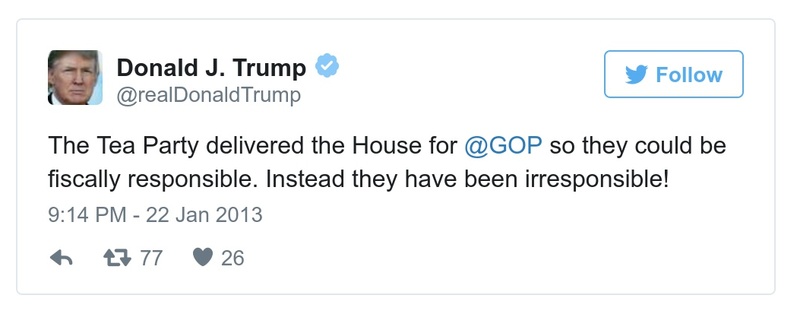 Donald J. Trump
@realDonaldTrump
Follow
The Tea Party delivered the House for @GOP so they could be
fiscally responsible. Instead they have been irresponsible!
9:14 PM - 22 Jan 2013
77 26